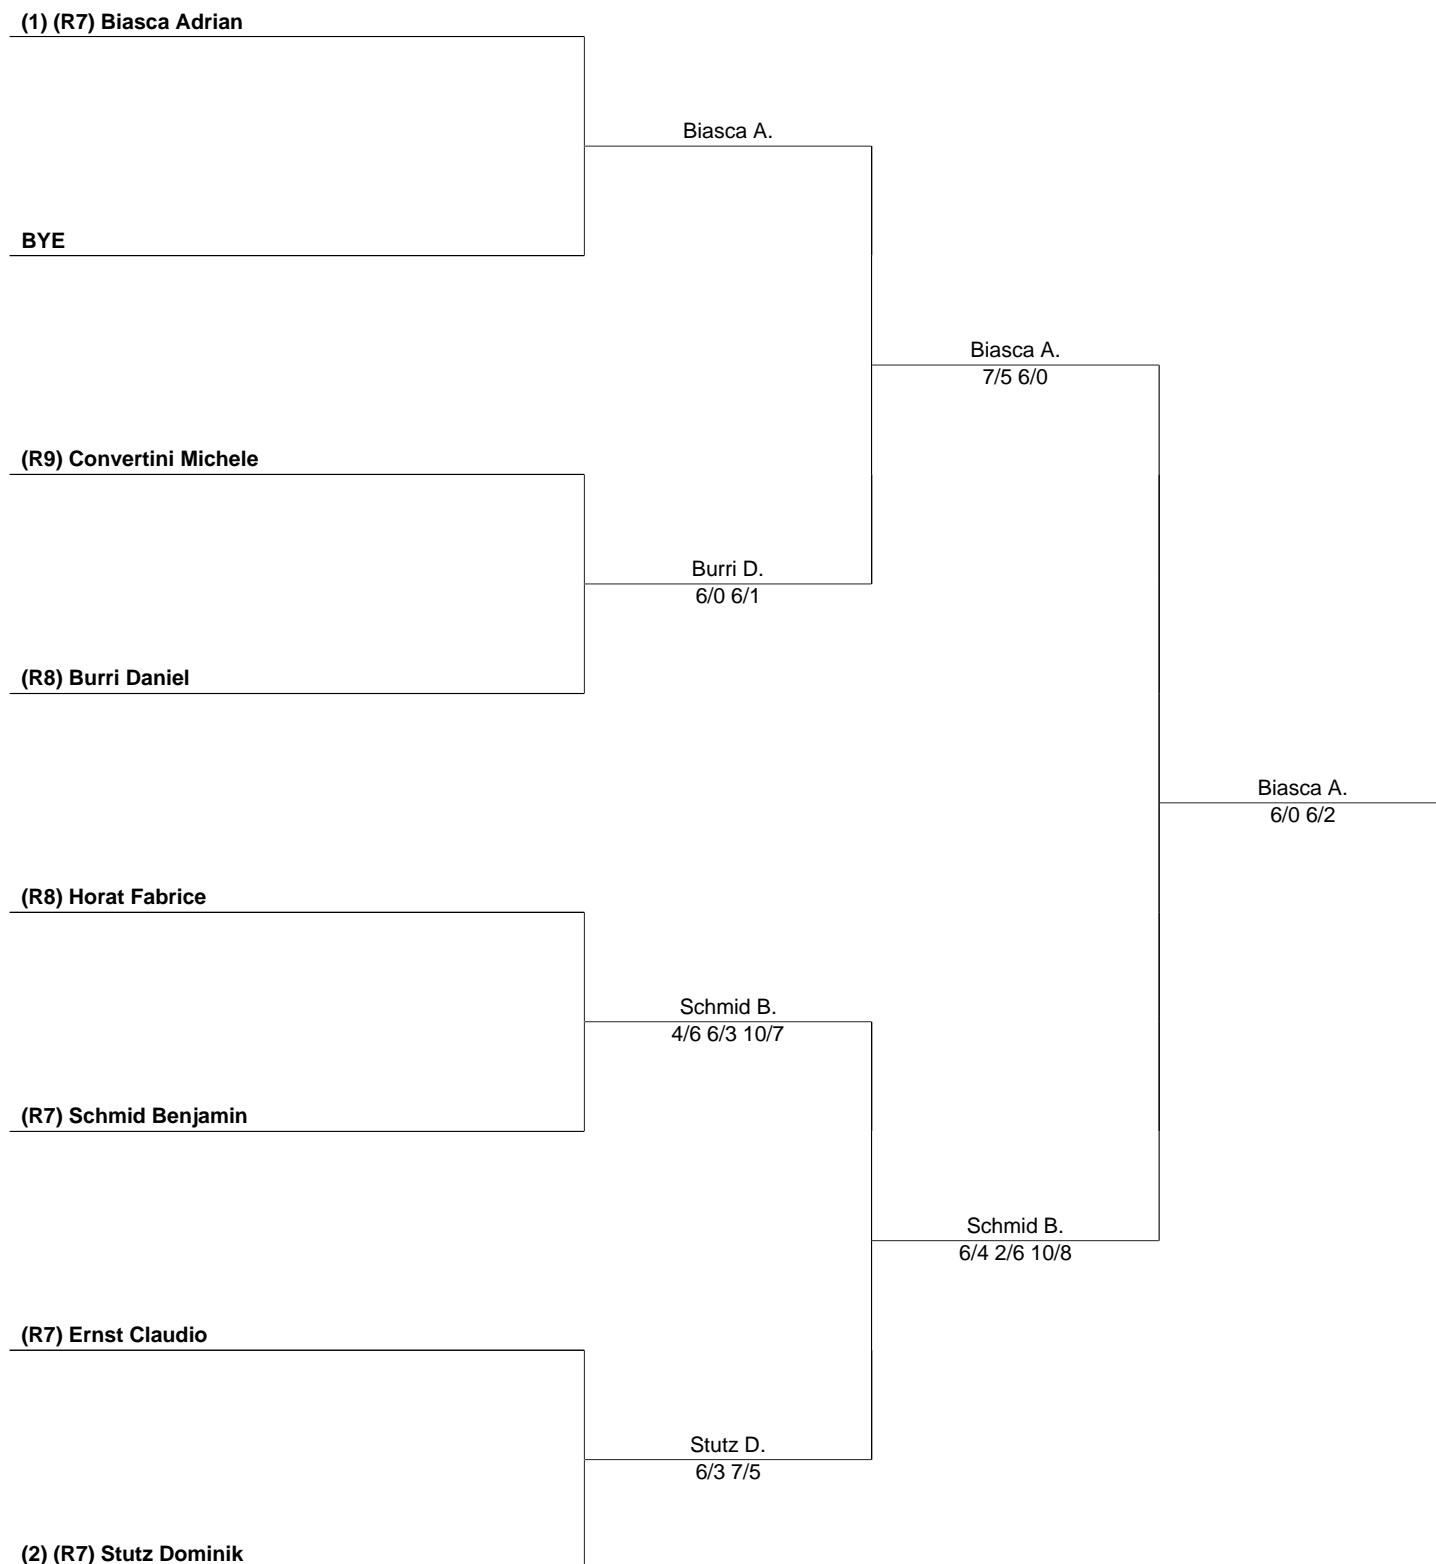 (1) (R7) Biasca Adrian
Biasca A.
BYE
Biasca A.
7/5 6/0
(R9) Convertini Michele
Burri D.
6/0 6/1
(R8) Burri Daniel
Biasca A.
6/0 6/2
(R8) Horat Fabrice
Schmid B.
4/6 6/3 10/7
(R7) Schmid Benjamin
Schmid B.
6/4 2/6 10/8
(R7) Ernst Claudio
Stutz D.
6/3 7/5
(2) (R7) Stutz Dominik